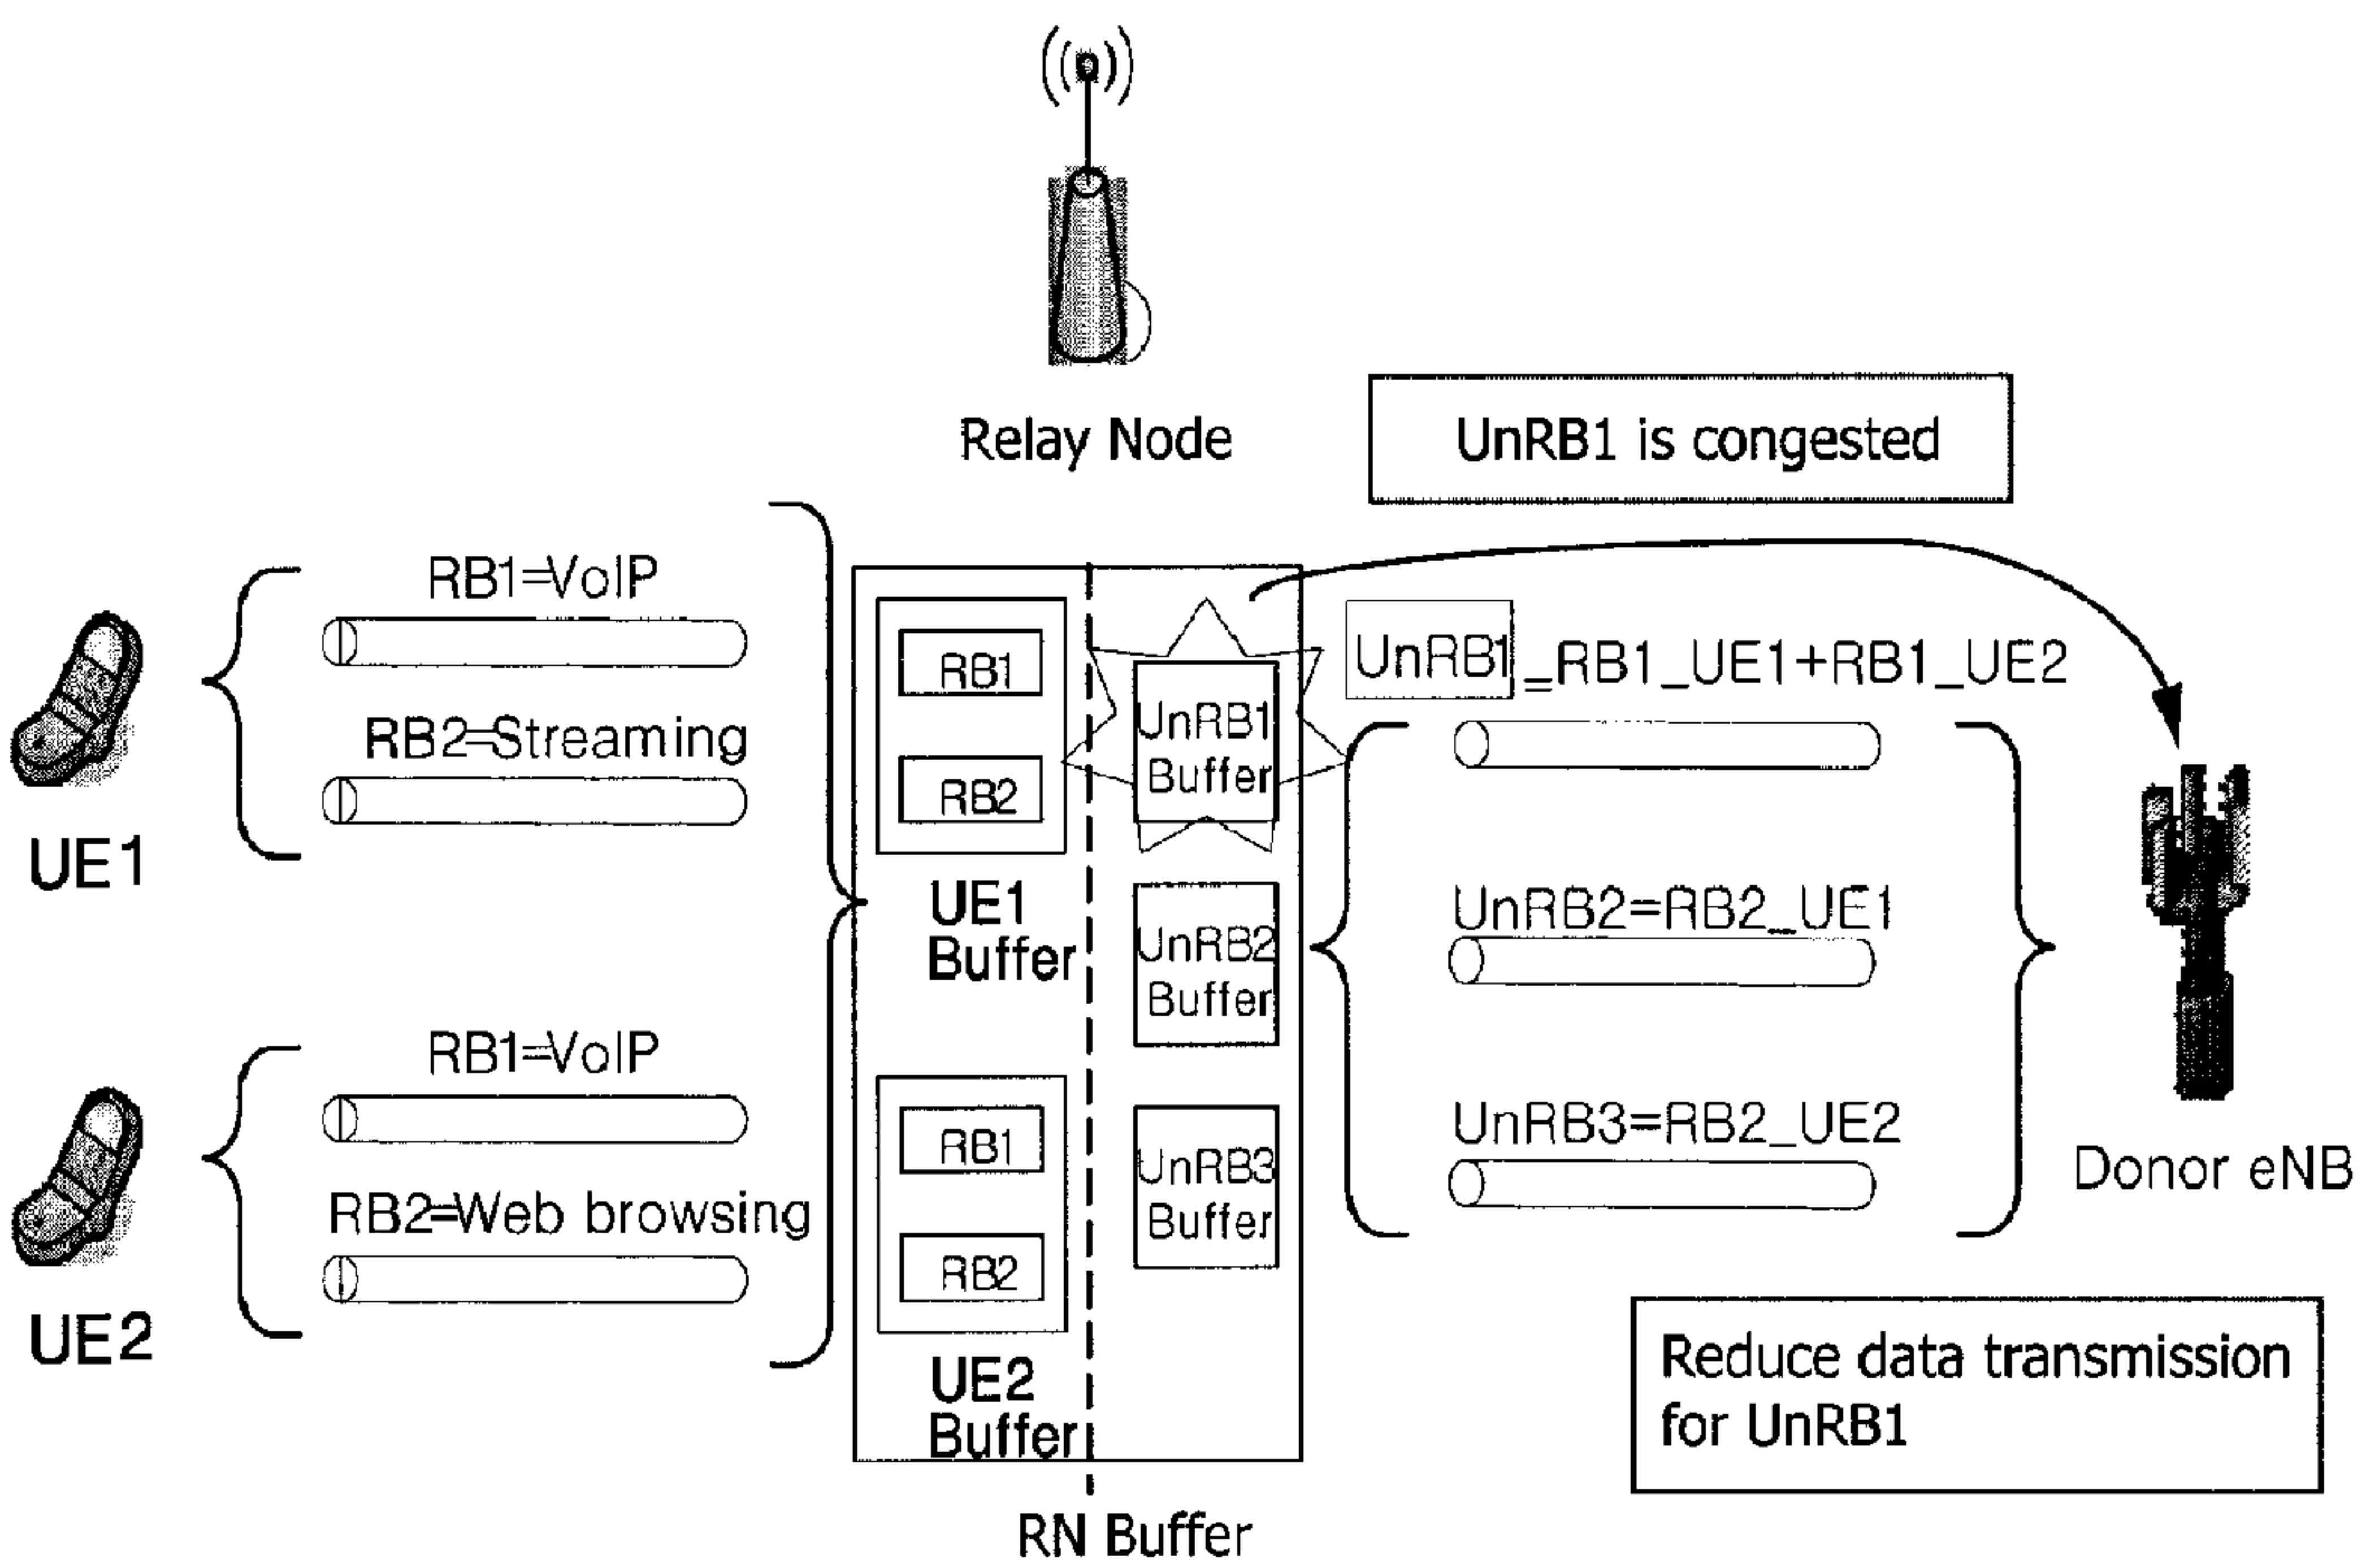 Relay Node
UnRB1 is congested
RB1=VoIP
RB2=Streaming
UE1
RB1
RB2
UE1
Buffer
UnRB1
Buffer
UnRB1=RB1_UE1+RB1_UE2
UnRB2
Buffer
UnRB2=RB2_UE1
RB1=VoIP
RB2=Web browsing
UE2
RB1
RB2
UE2
Buffer
UnRB3
Buffer
UnRB3=RB2_UE2
Donor eNB
Reduce data transmission
for UnRB1
RN Buffer